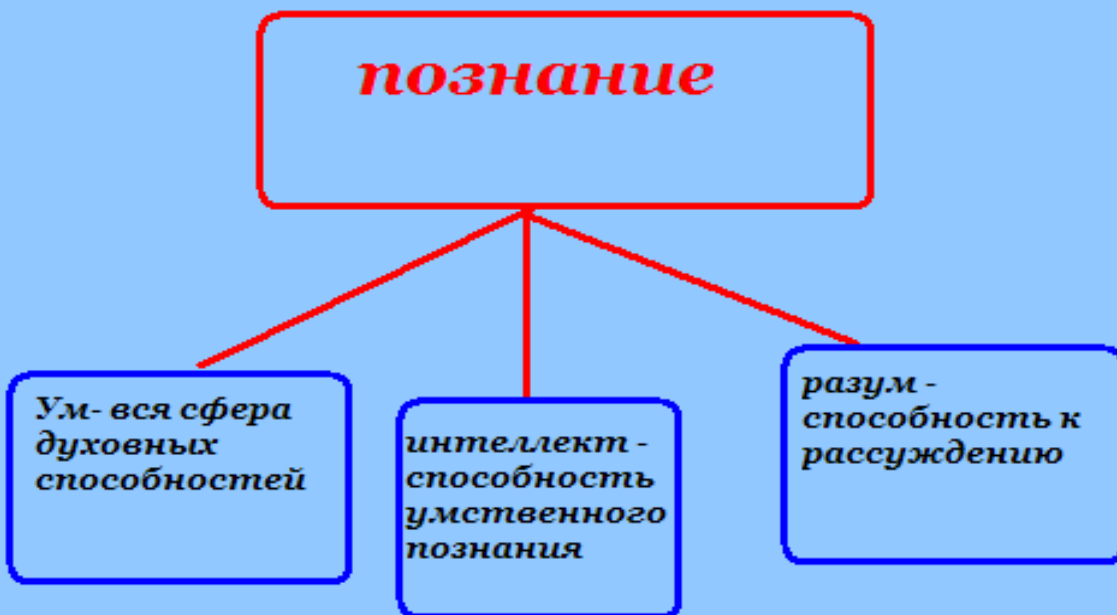 познание
Ум- вся сфера
духовных
способностей
интеллект -
способность
умственного
познания
разум -
способность к
рассуждению